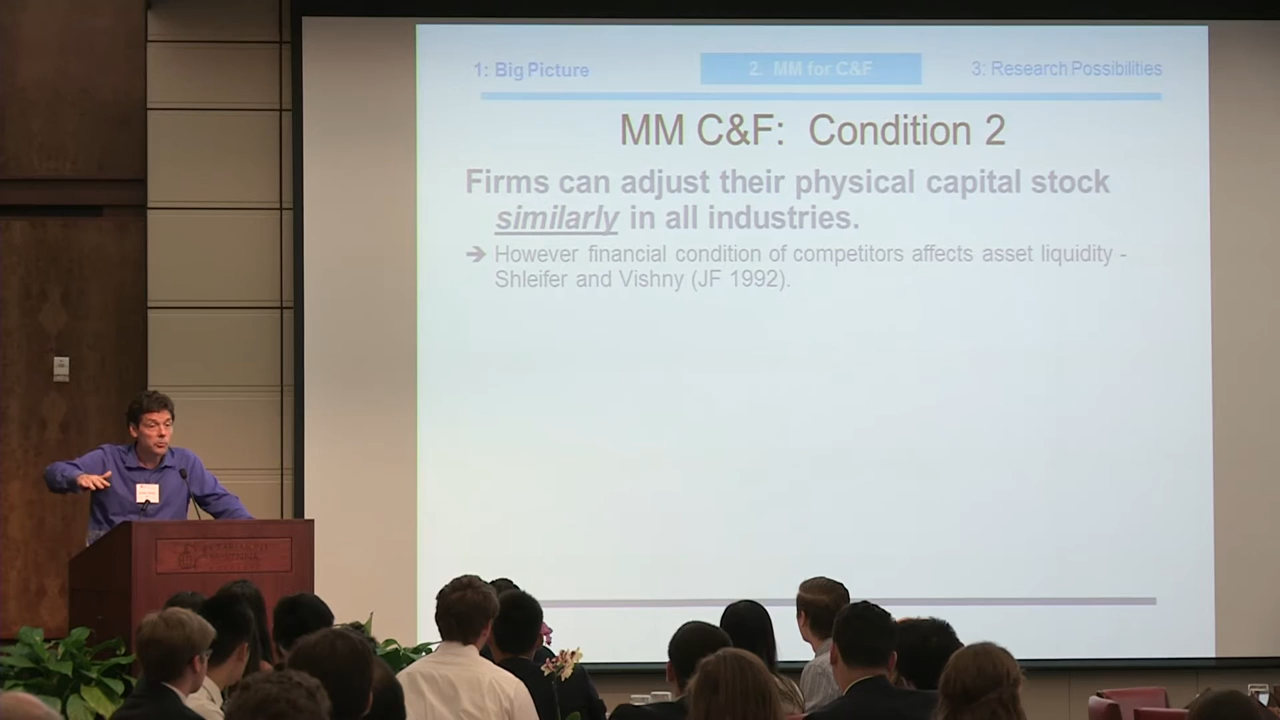 1: Big Picture
2. MM for C&F
3: Research Possibilities
MM C&F: Condition 2
Firms can adjust their physical capital stock
similarly in all industries.
➔ However financial condition of competitors affects asset liquidity -
Shleifer and Vishny (JF 1992).